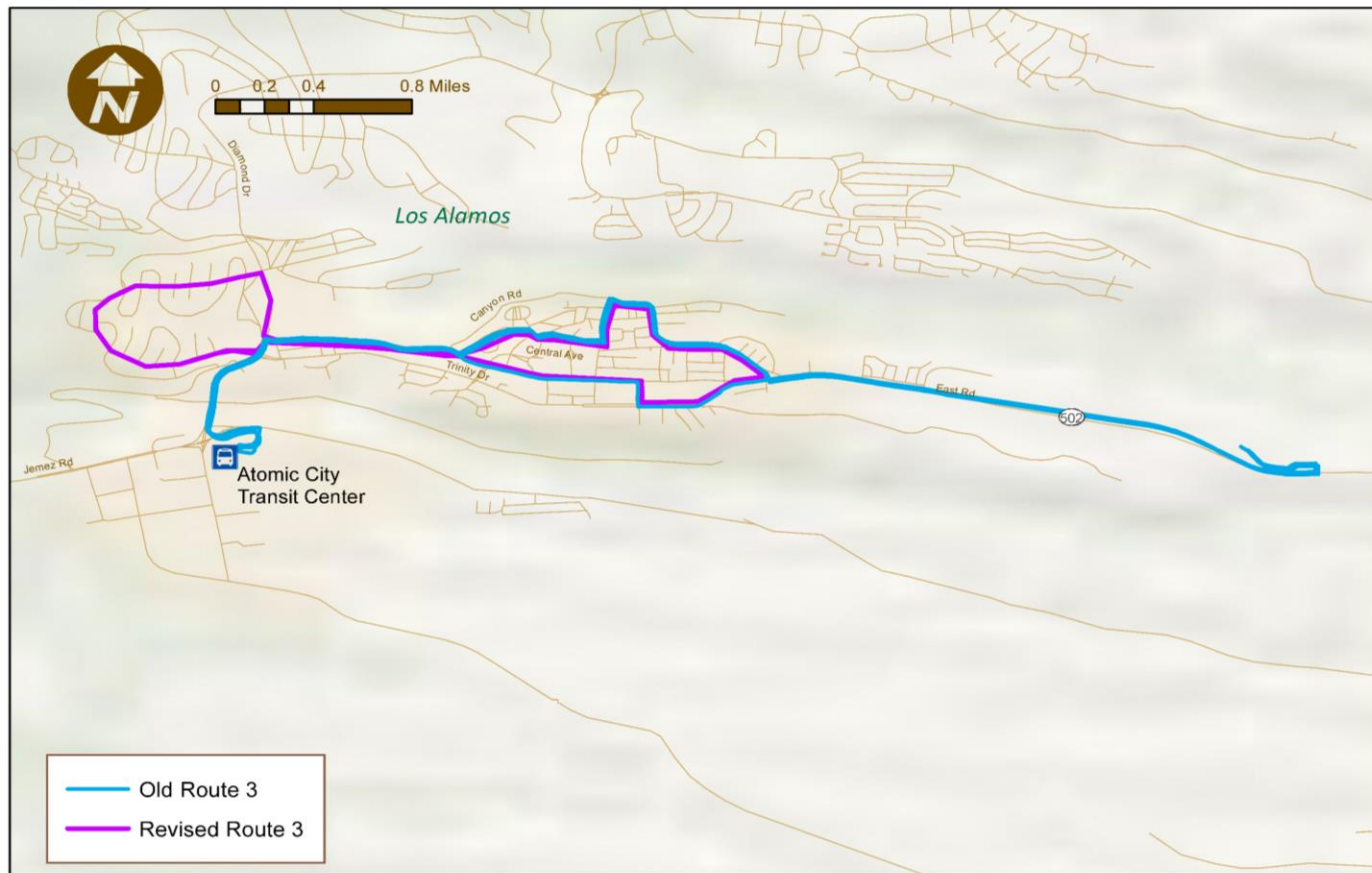 N
0 0.2 0.4 0.8 Miles
Diamond Dr
Los Alamos
Canyon Rd
Central Ave
Trinity Dr
East Rd
502
Jemez Rd
Atomic City
Transit Center
Old Route 3
Revised Route 3